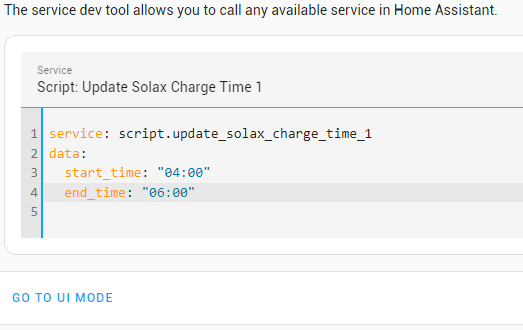 The service dev tool allows you to call any available service in Home Assistant.
Service
Script: Update Solax Charge Time 1
1 service: script.update_solax_charge_time_1
2 data:
3   start_time: "04:00"
4   end_time: "06:00"
5
GO TO UI MODE